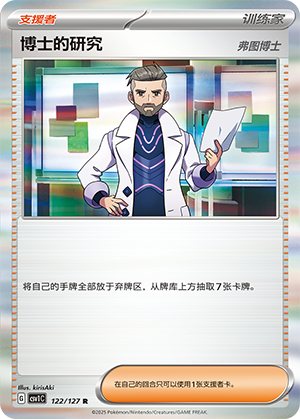 支援者 训练家
博士的研究 弗图博士
将自己的手牌全部放于弃牌区，从牌库上方抽取7张卡牌。
Illus. kirisAki
G CSV1C 122/127 R
在自己的回合只可以使用1张支援者卡。
©2025 Pokémon/Nintendo/Creatures/GAME FREAK.